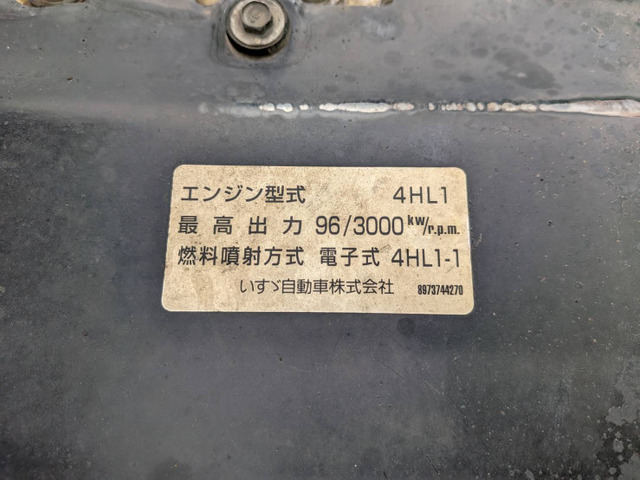 エンジン型式 4HL1
最高出力 96/3000 kw/r.p.m.
燃料噴射方式 電子式 4HL1-1
いすゞ自動車株式会社 8973744270